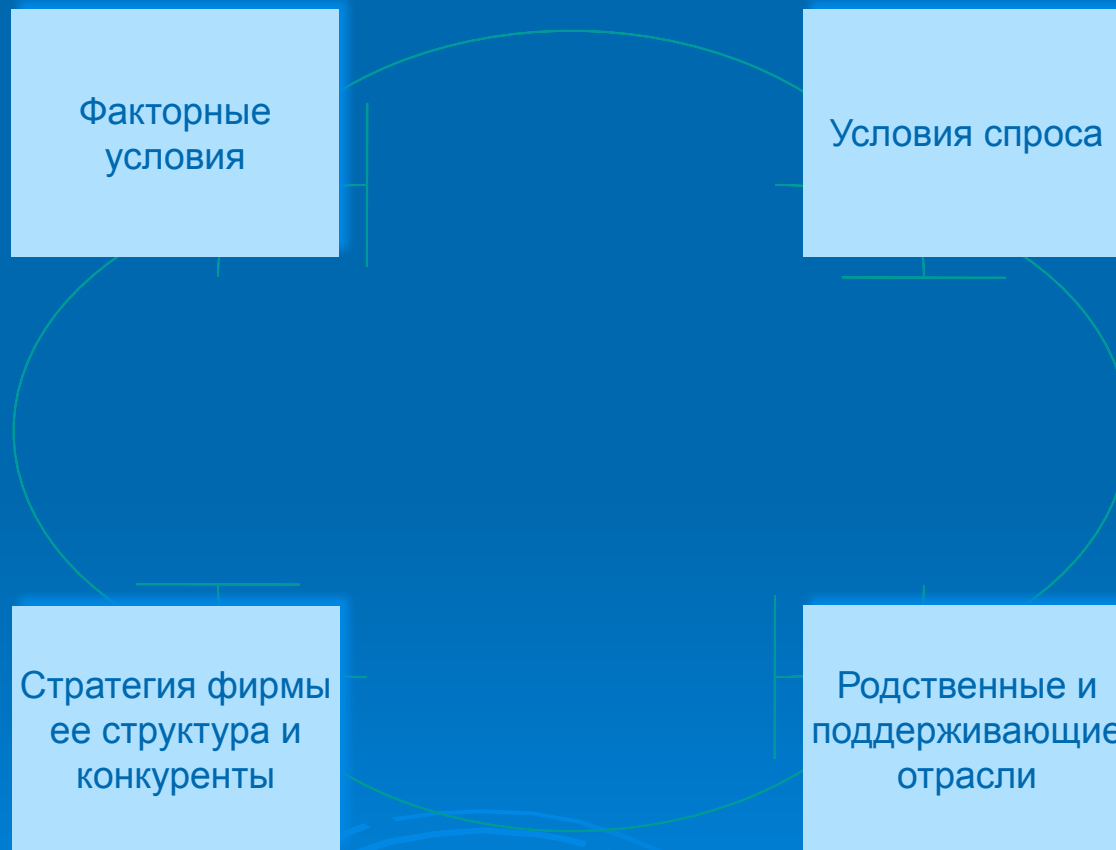 Факторные
условия
Условия спроса
Стратегия фирмы
ее структура и
конкуренты
Родственные и
поддерживающие
отрасли